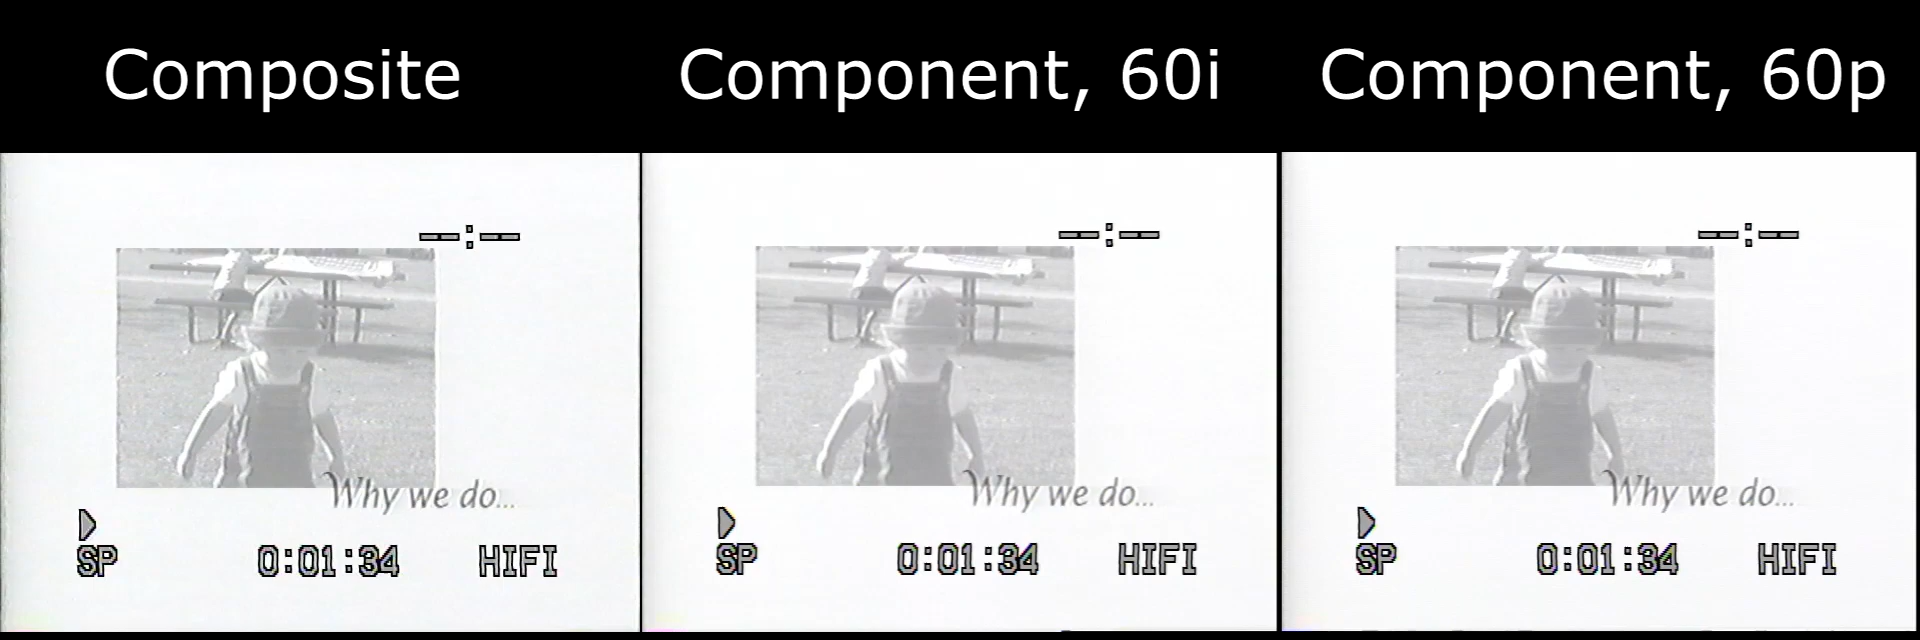 Composite
Component, 60i
Component, 60p
--:--
Why we do...
SP 0:01:34 HIFI
--:--
Why we do...
SP 0:01:34 HIFI
--:--
Why we do...
SP 0:01:34 HIFI